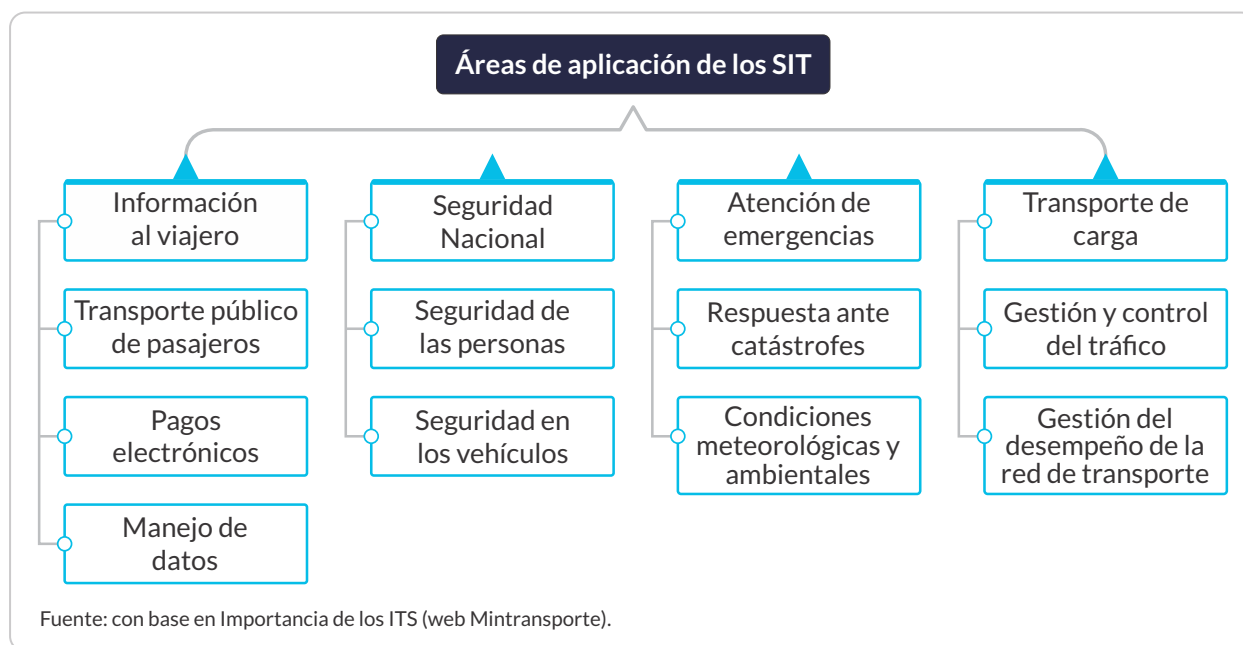 Áreas de aplicación de los SIT
Información
al viajero
Transporte público
de pasajeros
Pagos
electrónicos
Manejo de
datos
Seguridad
Nacional
Seguridad de
las personas
Seguridad en
los vehículos
Atención de
emergencias
Respuesta ante
catástrofes
Condiciones
meteorológicas y
ambientales
Transporte de
carga
Gestión y control
del tráfico
Gestión del
desempeño de la
red de transporte
Fuente: con base en Importancia de los ITS (web Mintransporte).